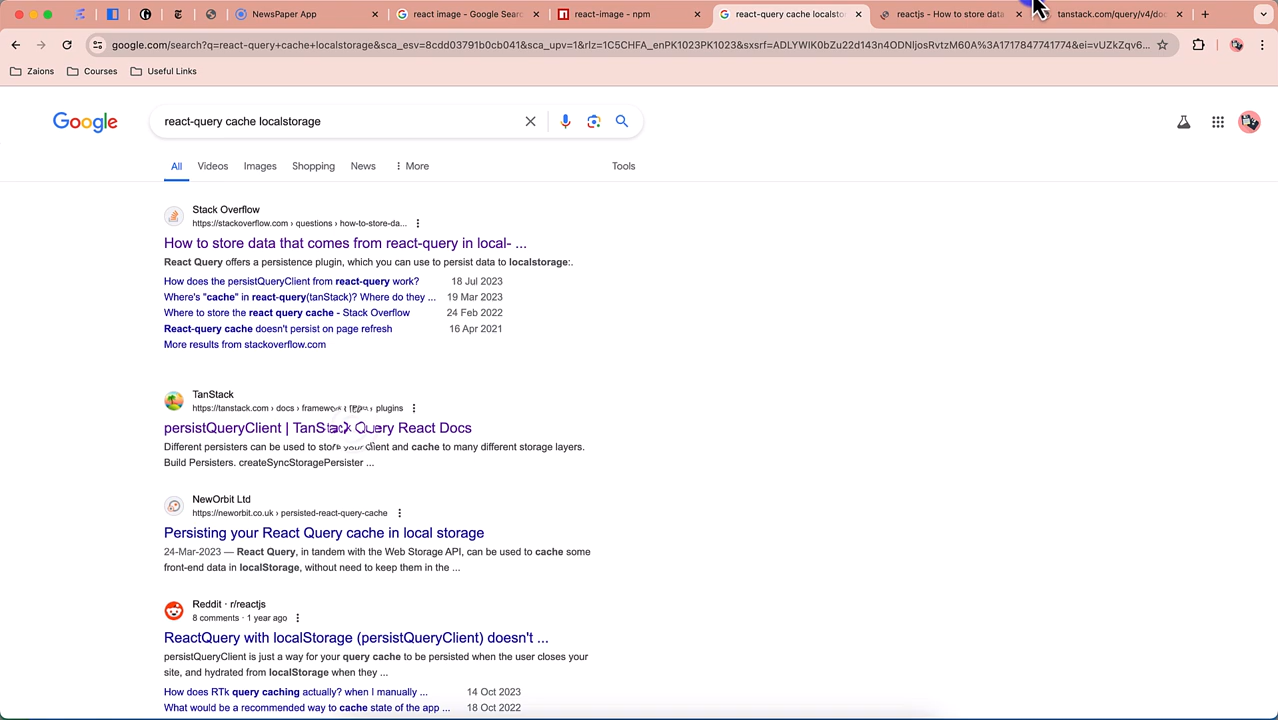 NewsPaper App
react image - Google Sear
react-image - npm
react-query cache localsto
reactjs - How to store data
tanstack.com/query/v4/do
google.com/search?q=react-query+cache+localstorage&sca_esv=8cdd03791b0cb041&sca_upv=1&rlz=1C5CHFA_enPK1023PK1023&sxsrf=ADLYWIK0bZu22d143n4ODNljosRvtzM60A%3A1717847741774&ei=vUZkZqv6...
Zaions
Courses
Useful Links
Google
react-query cache localstorage
All
Videos
Images
Shopping
News
More
Tools
Stack Overflow
https://stackoverflow.com › questions › how-to-store-da...
How to store data that comes from react-query in local- ...
React Query offers a persistence plugin, which you can use to persist data to localstorage:.
How does the persistQueryClient from react-query work? 18 Jul 2023
Where's "cache" in react-query(tanStack)? Where do they ... 19 Mar 2023
Where to store the react query cache - Stack Overflow 24 Feb 2022
React-query cache doesn't persist on page refresh 16 Apr 2021
More results from stackoverflow.com
TanStack
https://tanstack.com › docs › plugins
persistQueryClient | TanStack Query React Docs
Different persisters can be used to store your client and cache to many different storage layers.
Build Persisters. createSyncStoragePersister ...
NewOrbit Ltd
https://neworbit.co.uk › persisted-react-query-cache
Persisting your React Query cache in local storage
24-Mar-2023 — React Query, in tandem with the Web Storage API, can be used to cache some
front-end data in localStorage, without need to keep them in the ...
Reddit · r/reactjs
8 comments · 1 year ago
ReactQuery with localStorage (persistQueryClient) doesn't ...
persistQueryClient is just a way for your query cache to be persisted when the user closes your
site, and hydrated from localStorage when they ...
How does RTk query caching actually? when I manually ... 14 Oct 2023
What would be a recommended way to cache state of the app ... 18 Oct 2022